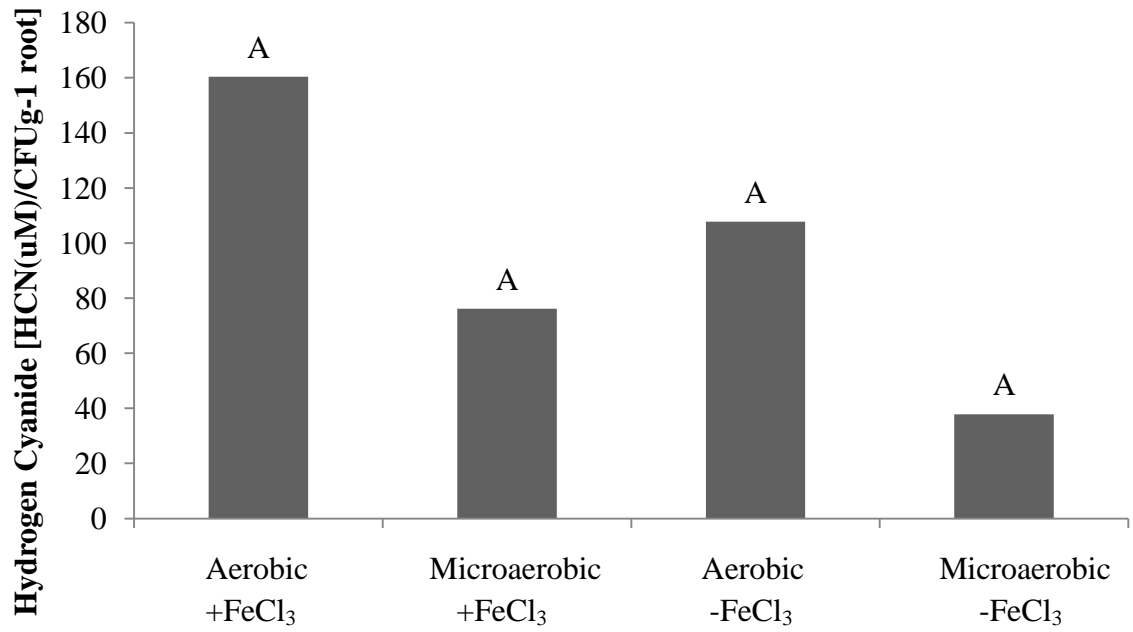 Hydrogen Cyanide [HCN(uM)/CFUg-1 root]
180
160
140
120
100
80
60
40
20
0
A
A
A
A
Aerobic
+FeCl₃
Microaerobic
+FeCl₃
Aerobic
-FeCl₃
Microaerobic
-FeCl₃